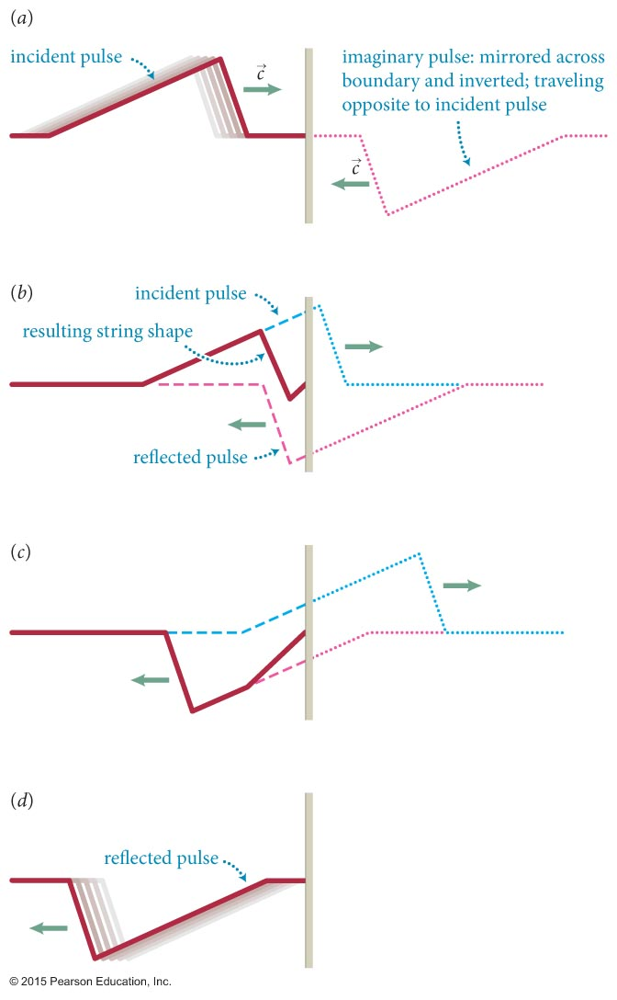 (a)
incident pulse
c
imaginary pulse: mirrored across
boundary and inverted; traveling
opposite to incident pulse
c
(b)
incident pulse
resulting string shape
reflected pulse
(c)
(d)
reflected pulse
© 2015 Pearson Education, Inc.